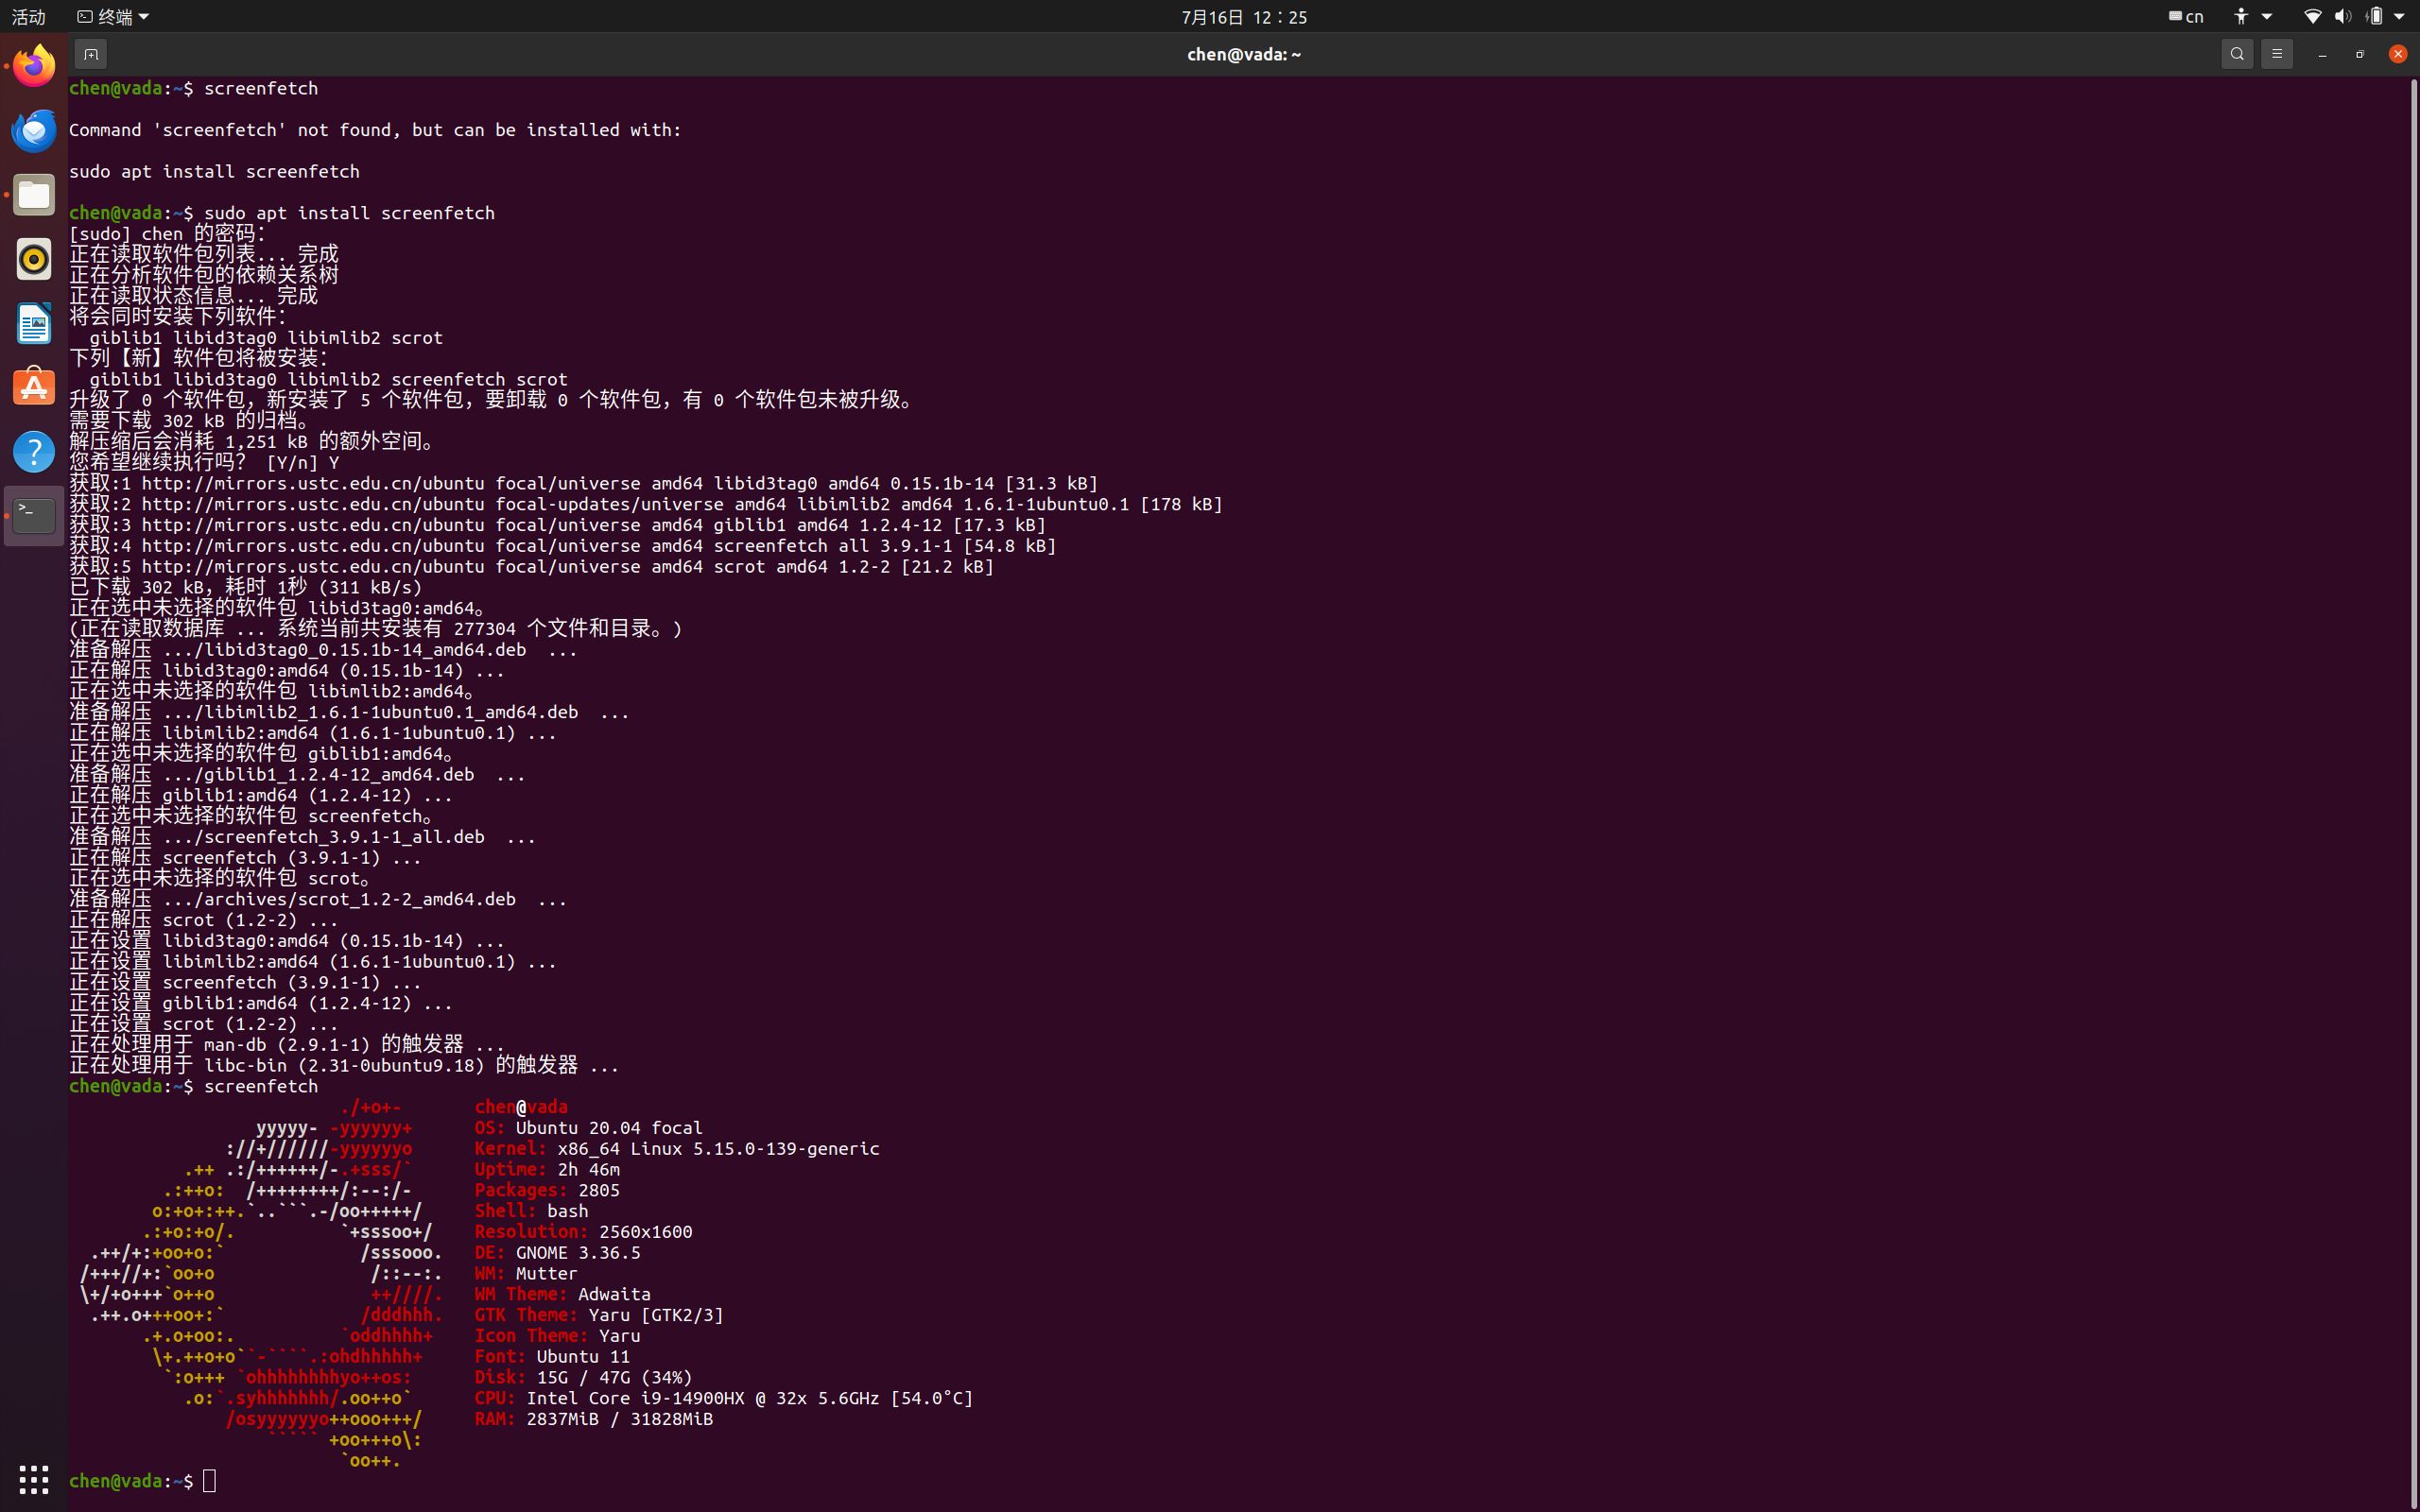 活动
终端
7月16日 12：25
cn
chen@vada: ~
chen@vada:~$ screenfetch
Command 'screenfetch' not found, but can be installed with:
sudo apt install screenfetch
chen@vada:~$ sudo apt install screenfetch
[sudo] chen 的密码：
正在读取软件包列表... 完成
正在分析软件包的依赖关系树
正在读取状态信息... 完成
将会同时安装下列软件：
  giblib1 libid3tag0 libimlib2 scrot
下列【新】软件包将被安装：
  giblib1 libid3tag0 libimlib2 screenfetch scrot
升级了 0 个软件包，新安装了 5 个软件包，要卸载 0 个软件包，有 0 个软件包未被升级。
需要下载 302 kB 的归档。
解压缩后会消耗 1,251 kB 的额外空间。
您希望继续执行吗？ [Y/n] Y
获取:1 http://mirrors.ustc.edu.cn/ubuntu focal/universe amd64 libid3tag0 amd64 0.15.1b-14 [31.3 kB]
获取:2 http://mirrors.ustc.edu.cn/ubuntu focal-updates/universe amd64 libimlib2 amd64 1.6.1-1ubuntu0.1 [178 kB]
获取:3 http://mirrors.ustc.edu.cn/ubuntu focal/universe amd64 giblib1 amd64 1.2.4-12 [17.3 kB]
获取:4 http://mirrors.ustc.edu.cn/ubuntu focal/universe amd64 screenfetch all 3.9.1-1 [54.8 kB]
获取:5 http://mirrors.ustc.edu.cn/ubuntu focal/universe amd64 scrot amd64 1.2-2 [21.2 kB]
已下载 302 kB，耗时 1秒 (311 kB/s)
正在选中未选择的软件包 libid3tag0:amd64。
(正在读取数据库 ... 系统当前共安装有 277304 个文件和目录。)
准备解压 .../libid3tag0_0.15.1b-14_amd64.deb  ...
正在解压 libid3tag0:amd64 (0.15.1b-14) ...
正在选中未选择的软件包 libimlib2:amd64。
准备解压 .../libimlib2_1.6.1-1ubuntu0.1_amd64.deb  ...
正在解压 libimlib2:amd64 (1.6.1-1ubuntu0.1) ...
正在选中未选择的软件包 giblib1:amd64。
准备解压 .../giblib1_1.2.4-12_amd64.deb  ...
正在解压 giblib1:amd64 (1.2.4-12) ...
正在选中未选择的软件包 screenfetch。
准备解压 .../screenfetch_3.9.1-1_all.deb  ...
正在解压 screenfetch (3.9.1-1) ...
正在选中未选择的软件包 scrot。
准备解压 .../archives/scrot_1.2-2_amd64.deb  ...
正在解压 scrot (1.2-2) ...
正在设置 libid3tag0:amd64 (0.15.1b-14) ...
正在设置 libimlib2:amd64 (1.6.1-1ubuntu0.1) ...
正在设置 screenfetch (3.9.1-1) ...
正在设置 giblib1:amd64 (1.2.4-12) ...
正在设置 scrot (1.2-2) ...
正在处理用于 man-db (2.9.1-1) 的触发器 ...
正在处理用于 libc-bin (2.31-0ubuntu9.18) 的触发器 ...
chen@vada:~$ screenfetch
                          ./+o+-       chen@vada
                  yyyyy- -yyyyyy+      OS: Ubuntu 20.04 focal
               ://+//////-yyyyyyo      Kernel: x86_64 Linux 5.15.0-139-generic
           .++ .:/++++++/-.+sss/`      Uptime: 2h 46m
         .:++o:  /++++++++/:--:/-      Packages: 2805
        o:+o+:++.`..```.-/oo+++++/     Shell: bash
       .:+o:+o/.          `+sssoo+/    Resolution: 2560x1600
  .++/+:+oo+o:`             /sssooo.   DE: GNOME 3.36.5
 /+++//+:`oo+o               /::--:.   WM: Mutter
 \+/+o+++`o++o               ++////.   WM Theme: Adwaita
  .++.o+++oo+:`             /dddhhh.   GTK Theme: Yaru [GTK2/3]
       .+.o+oo:.          `oddhhhh+    Icon Theme: Yaru
        \+.++o+o``-````.:ohdhhhhh+     Font: Ubuntu 11
         `:o+++ `ohhhhhhhhyo++os:      Disk: 15G / 47G (34%)
           .o:`.syhhhhhhh/.oo++o`      CPU: Intel Core i9-14900HX @ 32x 5.6GHz [54.0°C]
               /osyyyyyyo++ooo+++/     RAM: 2837MiB / 31828MiB
                   ````` +oo+++o\:
                          `oo++.
chen@vada:~$